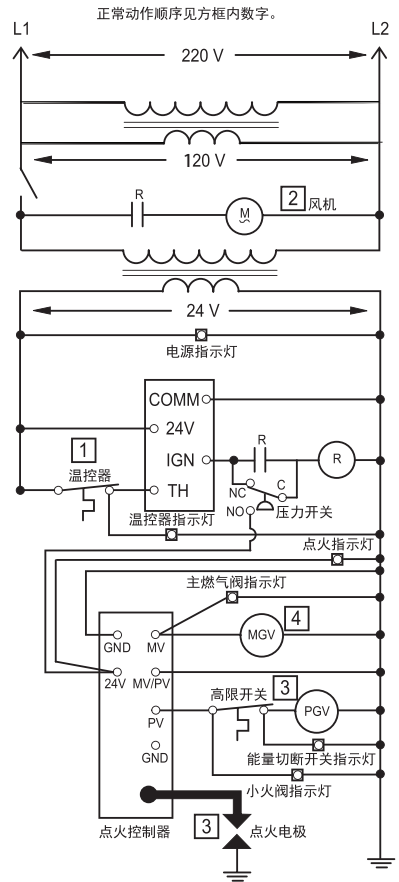 正常动作顺序见方框内数字。
L1
L2
220 V
120 V
R
M
2
风机
24 V
电源指示灯
COMM
24V
IGN
TH
1
温控器
R
R
NC
C
NO
压力开关
温控器指示灯
点火指示灯
主燃气阀指示灯
GND
MV
MGV
4
24V
MV/PV
高限开关
3
PV
PGV
GND
能量切断开关指示灯
小火阀指示灯
点火控制器
3
点火电极